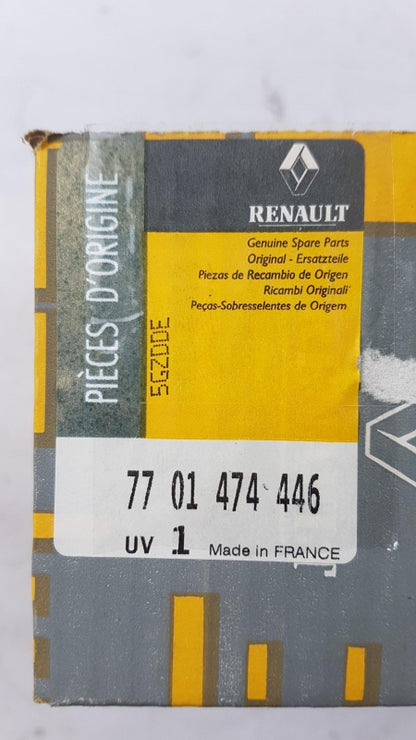 RENAULT
Genuine Spare Parts
Original - Ersatzteile
Piezas de Recambio de Origen
Ricambi Originali
Peças-Sobresselentes de Origem
PIÈCES D'ORIGINE
5GZDDE
77 01 474 446
UV 1 Made in FRANCE